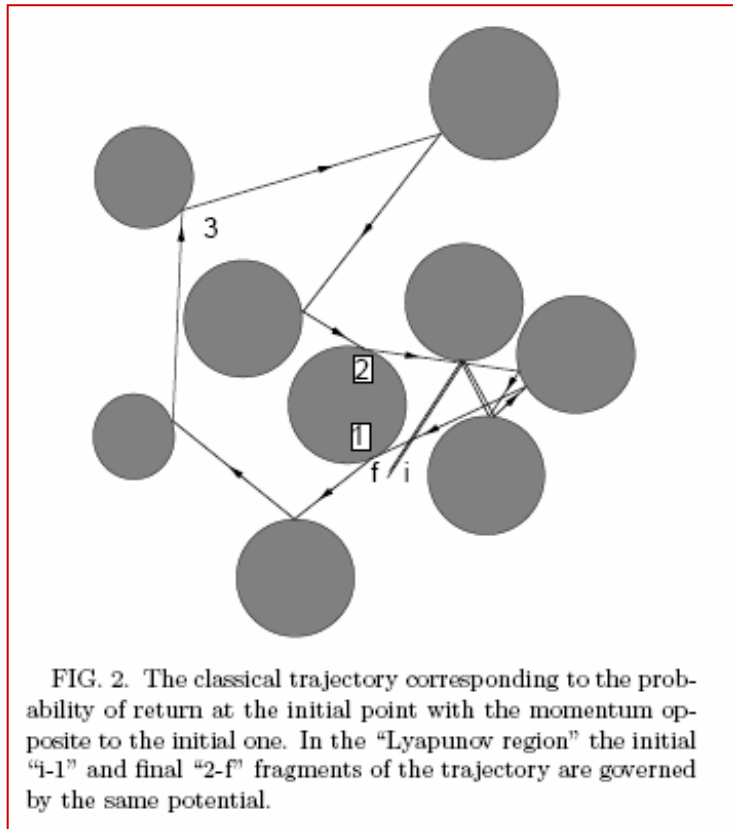 3
2
1
f i
FIG. 2. The classical trajectory corresponding to the prob-
ability of return at the initial point with the momentum op-
posite to the initial one. In the “Lyapunov region” the initial
“i-1” and final “2-f” fragments of the trajectory are governed
by the same potential.